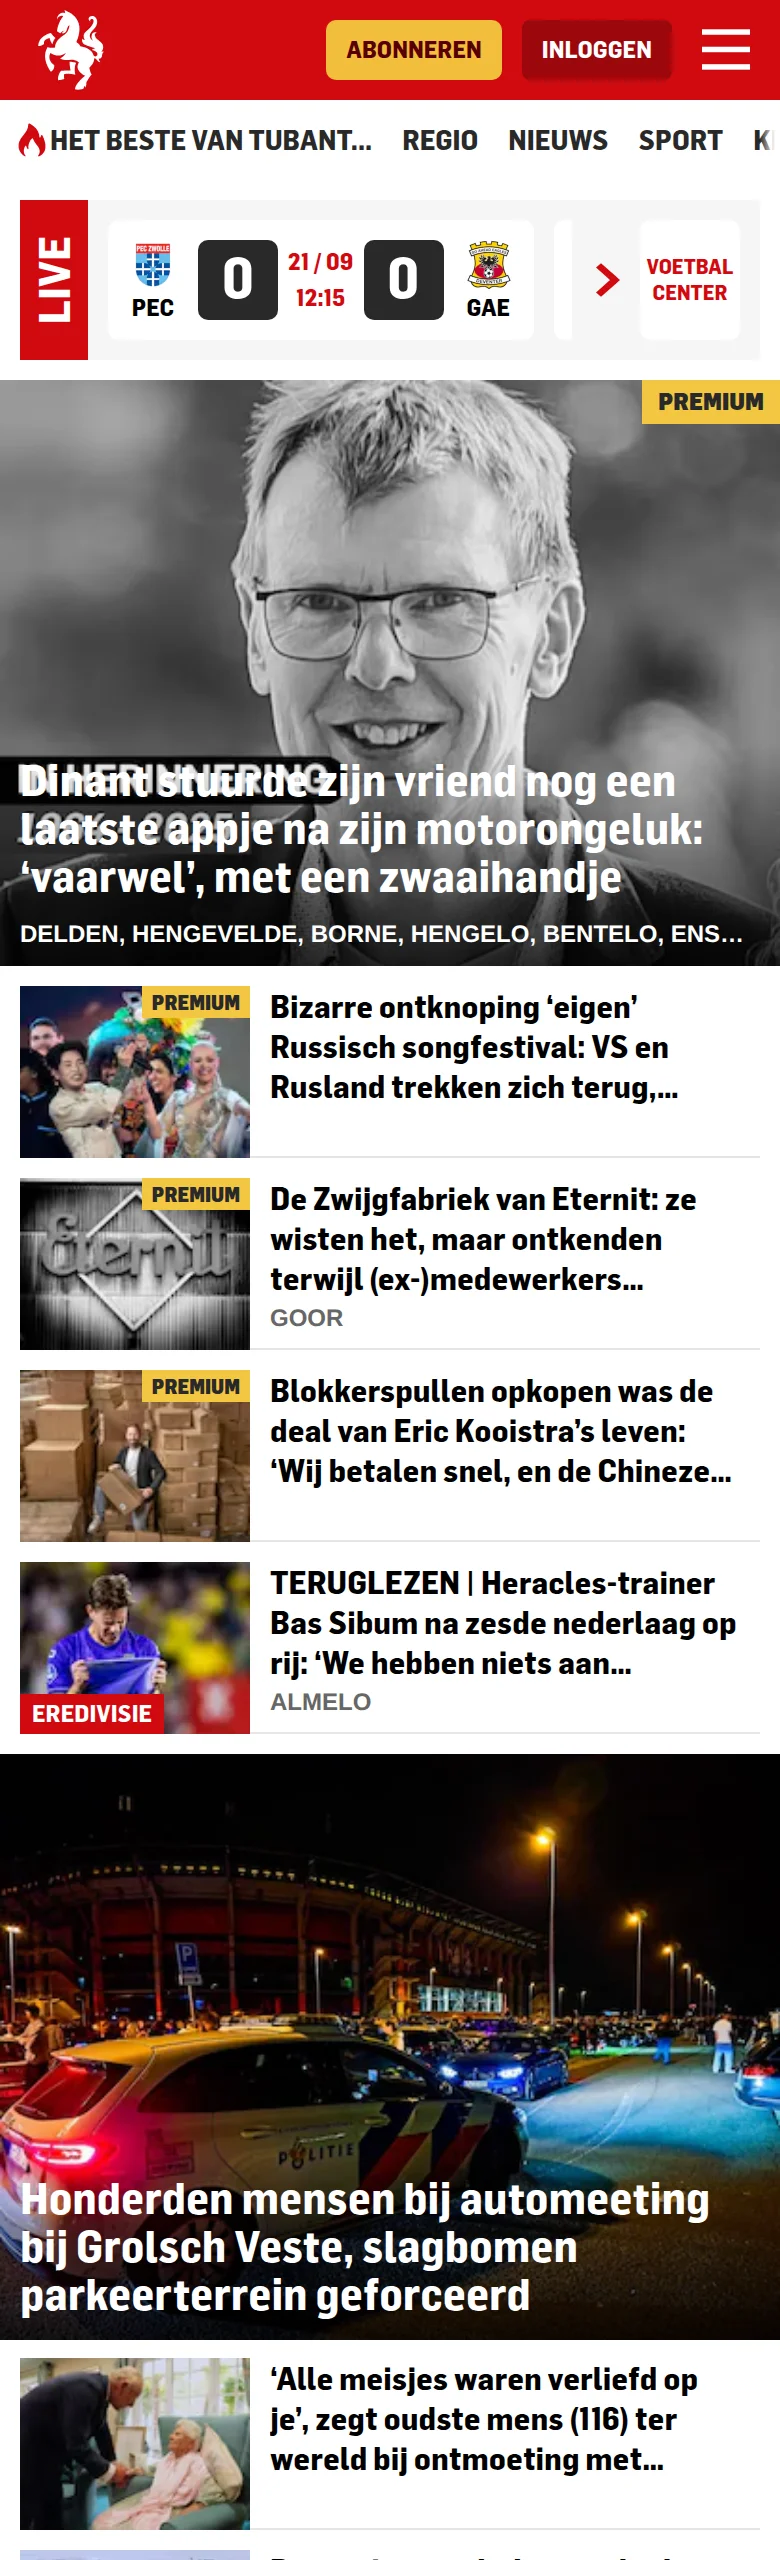 ABONNEREN
INLOGGEN
HET BESTE VAN TUBANT...
REGIO
NIEUWS
SPORT
LIVE
PEC ZWOLLE
PEC
0
21 / 09
12:15
0
GAE
VOETBAL
CENTER
PREMIUM
IN HERINNERING
Dinant stuurde zijn vriend nog een
laatste appje na zijn motorongeluk:
‘vaarwel’, met een zwaaihandje
DELDEN, HENGEVELDE, BORNE, HENGELO, BENTELO, ENS...
PREMIUM
Bizarre ontknoping ‘eigen’
Russisch songfestival: VS en
Rusland trekken zich terug,...
PREMIUM
Eternit
De Zwijgfabriek van Eternit: ze
wisten het, maar ontkenden
terwijl (ex-)medewerkers...
GOOR
PREMIUM
Blokkerspullen opkopen was de
deal van Eric Kooistra’s leven:
‘Wij betalen snel, en de Chineze...
EREDIVISIE
TERUGLEZEN | Heracles-trainer
Bas Sibum na zesde nederlaag op
rij: ‘We hebben niets aan...
ALMELO
P
POLITIE
Honderden mensen bij automeeting
bij Grolsch Veste, slagbomen
parkeerterrein geforceerd
‘Alle meisjes waren verliefd op
je’, zegt oudste mens (116) ter
wereld bij ontmoeting met...